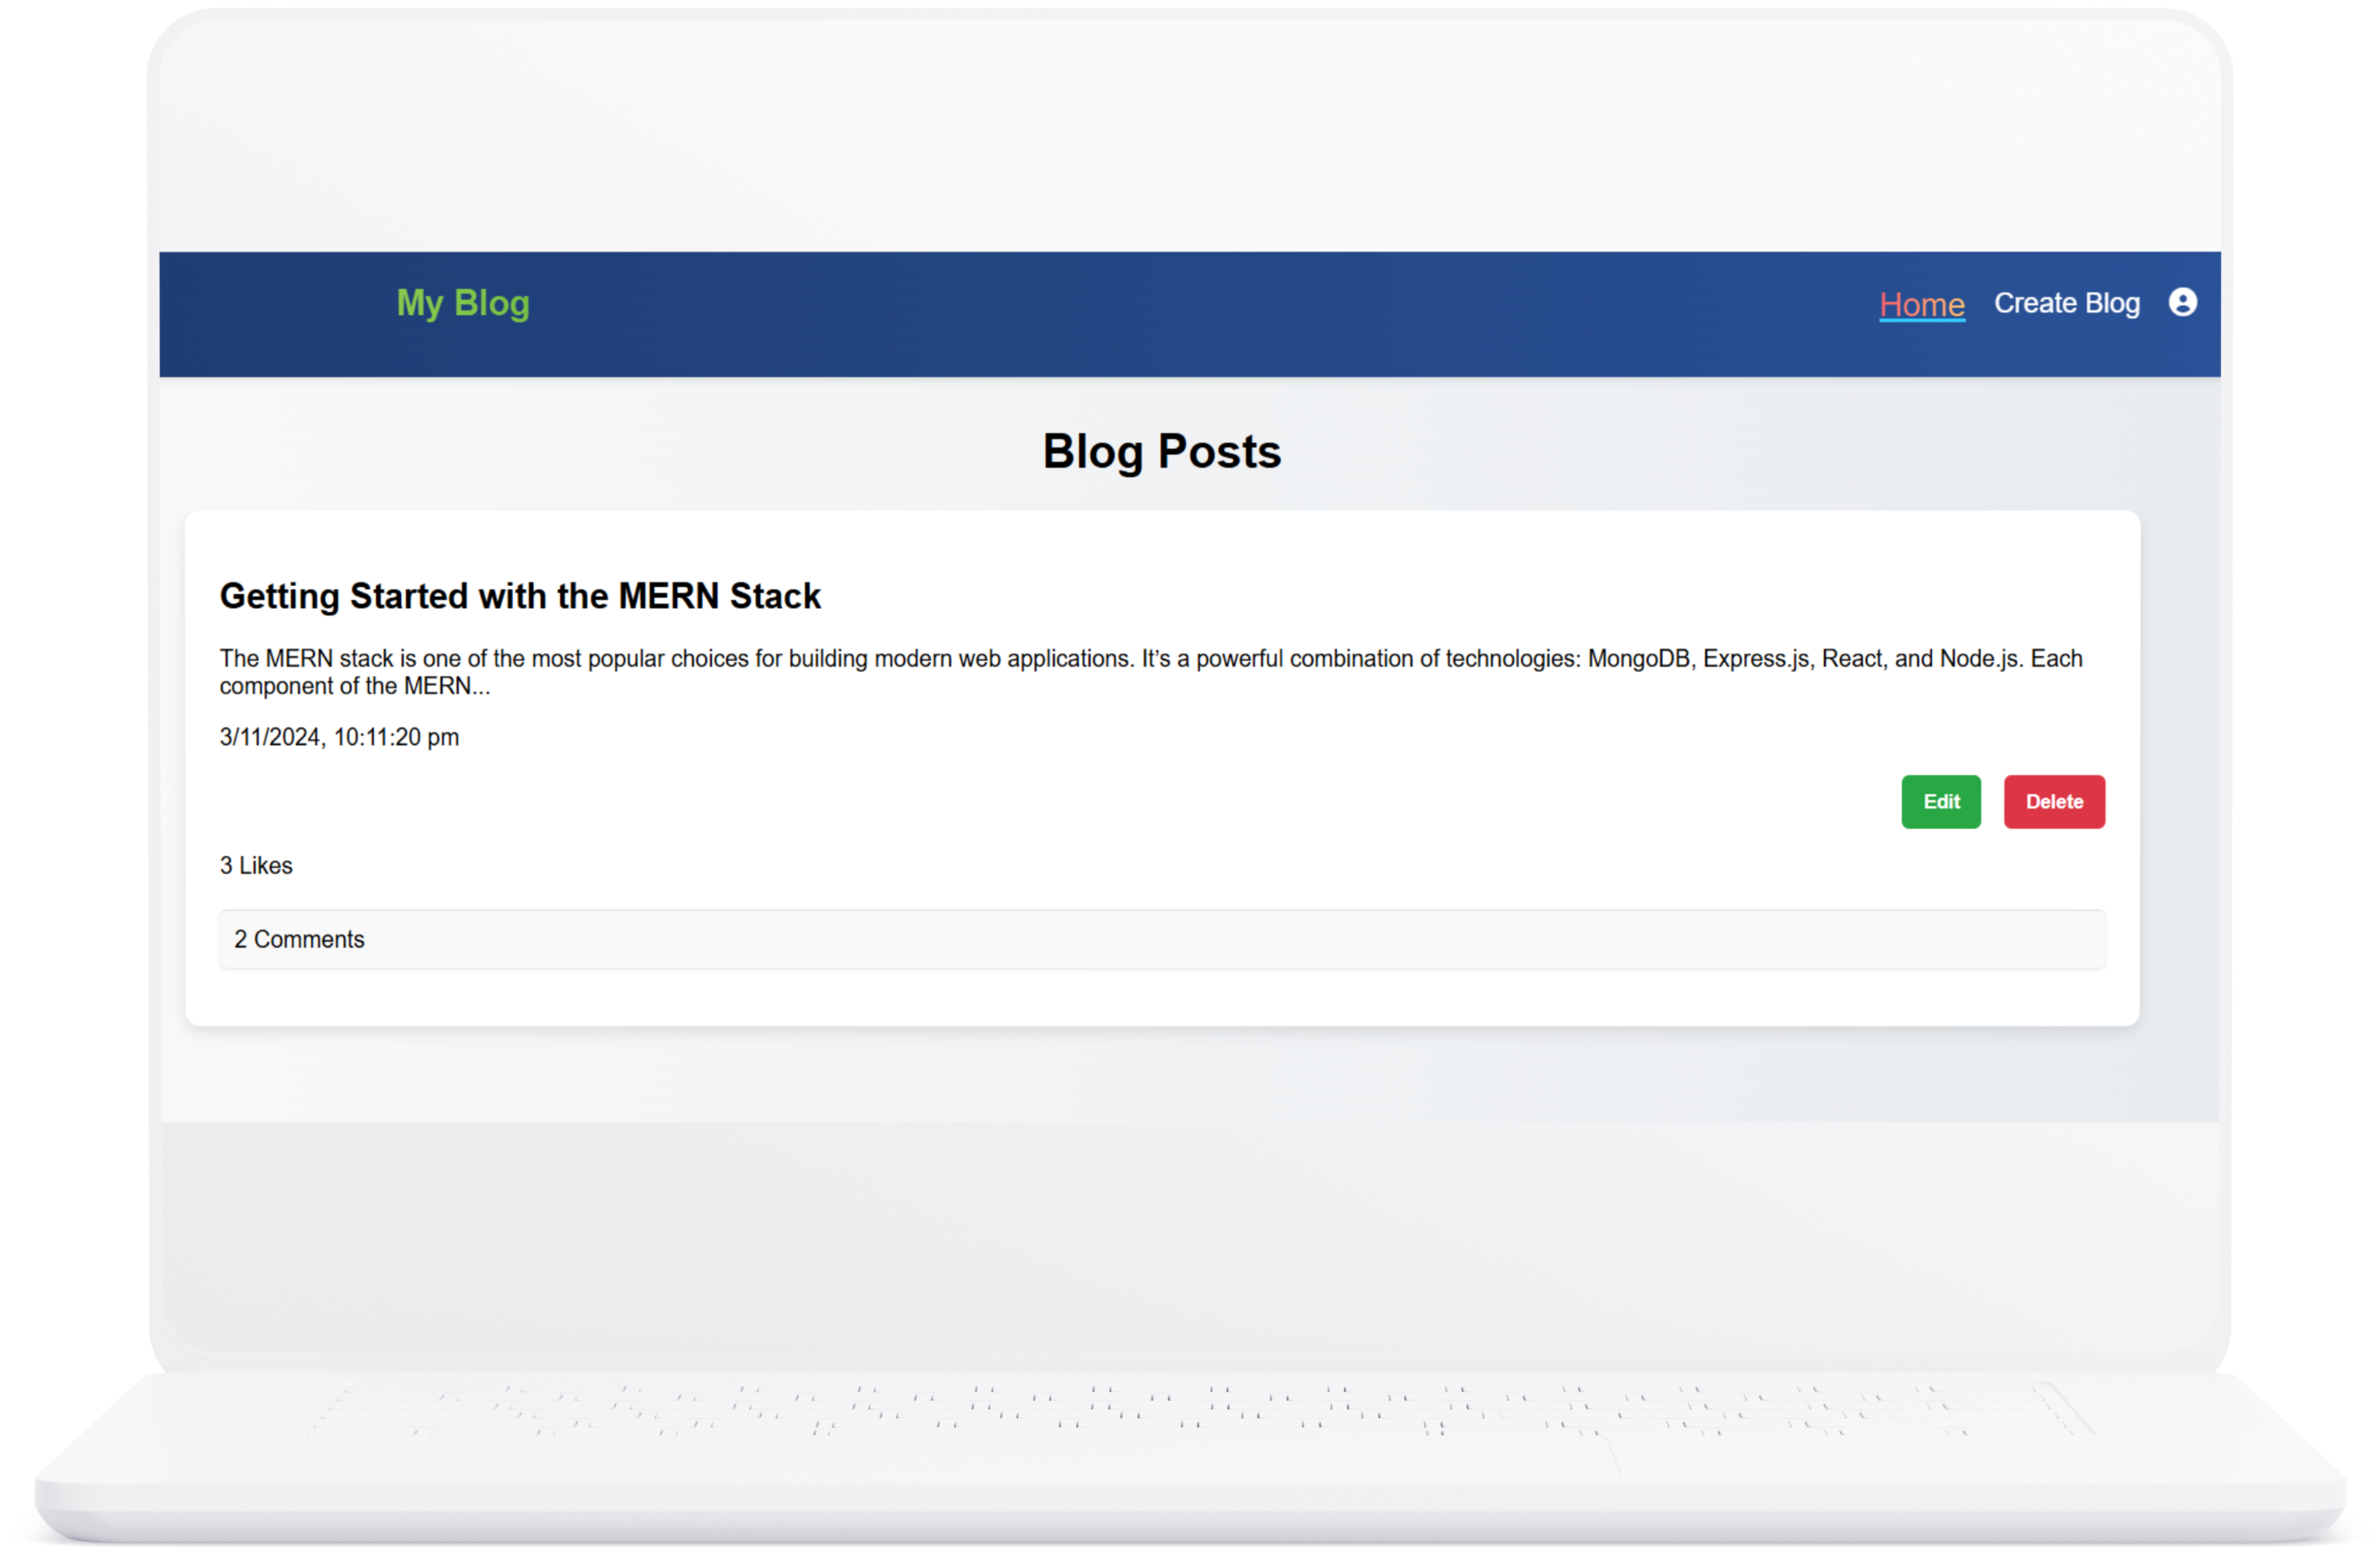 My Blog
Home Create Blog
Blog Posts
Getting Started with the MERN Stack
The MERN stack is one of the most popular choices for building modern web applications. It’s a powerful combination of technologies: MongoDB, Express.js, React, and Node.js. Each
component of the MERN...
3/11/2024, 10:11:20 pm
Edit Delete
3 Likes
2 Comments